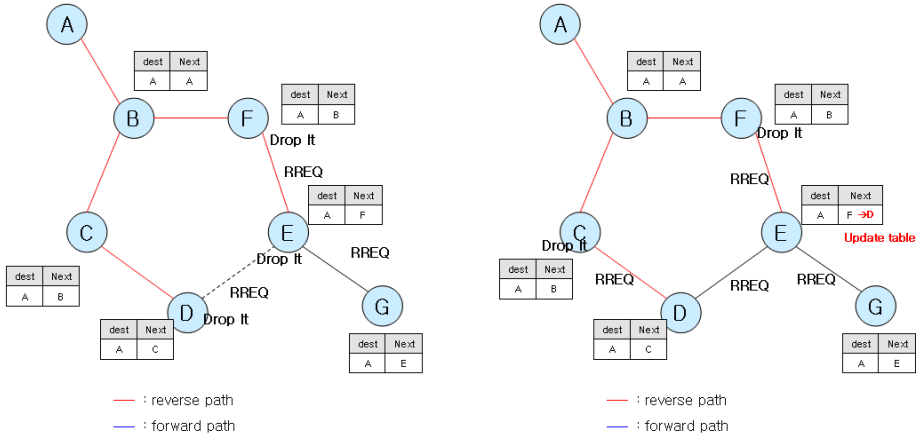 A
dest Next
A A
B
F
dest Next
A B
Drop It
RREQ
dest Next
A F
C
E
Drop It
RREQ
dest Next
A B
RREQ
D
Drop It
G
dest Next
A C
dest Next
A E
: reverse path
: forward path
A
dest Next
A A
B
F
dest Next
A B
Drop It
RREQ
dest Next
A F →D
Update table
C
Drop It
E
dest Next
A B
RREQ
RREQ
RREQ
D
G
dest Next
A C
dest Next
A E
: reverse path
: forward path